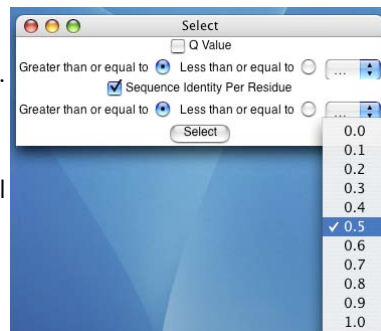 Select
Q Value
Greater than or equal to Less than or equal to ...
Sequence Identity Per Residue
Greater than or equal to Less than or equal to ...
Select
0.0
0.1
0.2
0.3
0.4
✓ 0.5
0.6
0.7
0.8
0.9
1.0